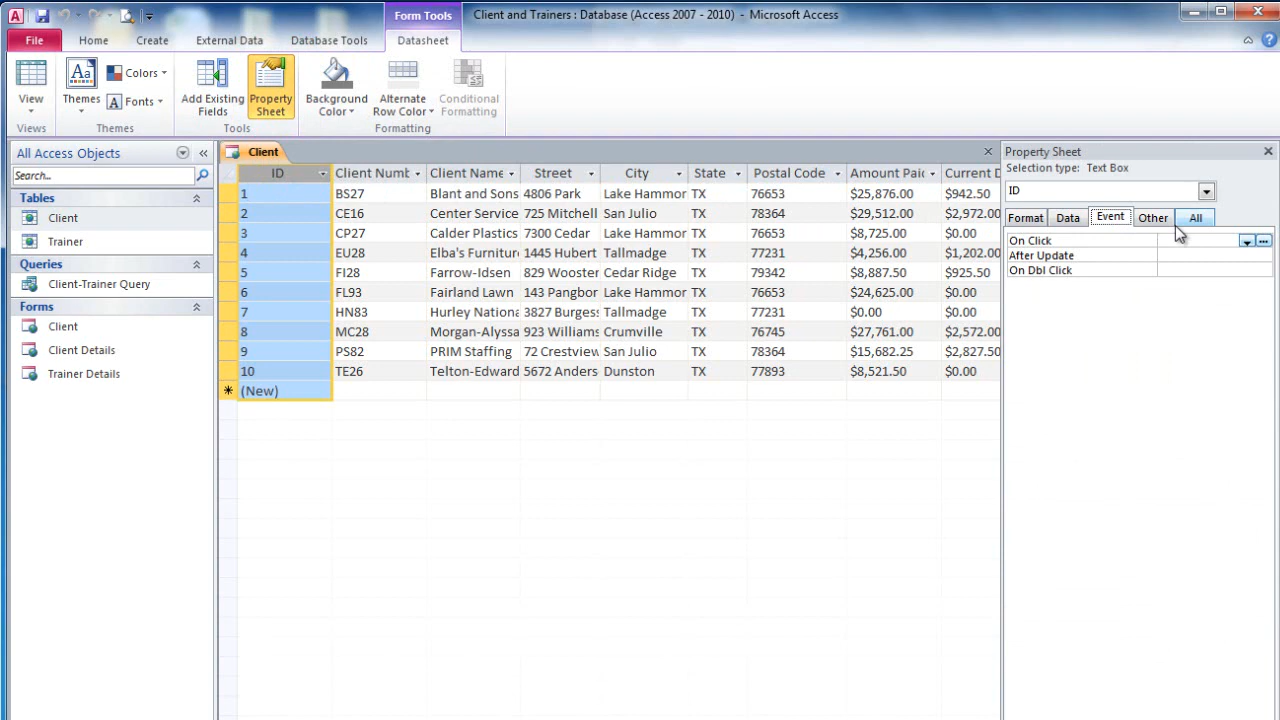 Form Tools
Client and Trainers : Database (Access 2007 - 2010) - Microsoft Access
File Home Create External Data Database Tools Datasheet
View
Aa Themes
Colors
A Fonts
Add Existing Fields
Property Sheet
Background Color
Alternate Row Color
Conditional Formatting
Views Themes Tools Formatting
All Access Objects
Search...
Tables
Client
Trainer
Queries
Client-Trainer Query
Forms
Client
Client Details
Trainer Details
Client
ID Client Numb Client Name Street City State Postal Code Amount Paid Current D
1 BS27 Blant and Sons 4806 Park Lake Hammor TX 76653 $25,876.00 $942.50
2 CE16 Center Service 725 Mitchell San Julio TX 78364 $29,512.00 $2,972.00
3 CP27 Calder Plastics 7300 Cedar Lake Hammor TX 76653 $8,725.00 $0.00
4 EU28 Elba's Furniture 1445 Hubert Tallmadge TX 77231 $4,256.00 $1,202.00
5 FI28 Farrow-Idsen 829 Wooster Cedar Ridge TX 79342 $8,887.50 $925.50
6 FL93 Fairland Lawn 143 Pangbor Lake Hammor TX 76653 $24,625.00 $0.00
7 HN83 Hurley Nationa 3827 Burgess Tallmadge TX 77231 $0.00 $0.00
8 MC28 Morgan-Alyssa 923 Williams Crumville TX 76745 $27,761.00 $2,572.00
9 PS82 PRIM Staffing 72 Crestview San Julio TX 78364 $15,682.25 $2,827.50
10 TE26 Telton-Edward 5672 Anders Dunston TX 77893 $8,521.50 $0.00
(New)
Property Sheet
Selection type: Text Box
ID
Format Data Event Other All
On Click
After Update
On Dbl Click